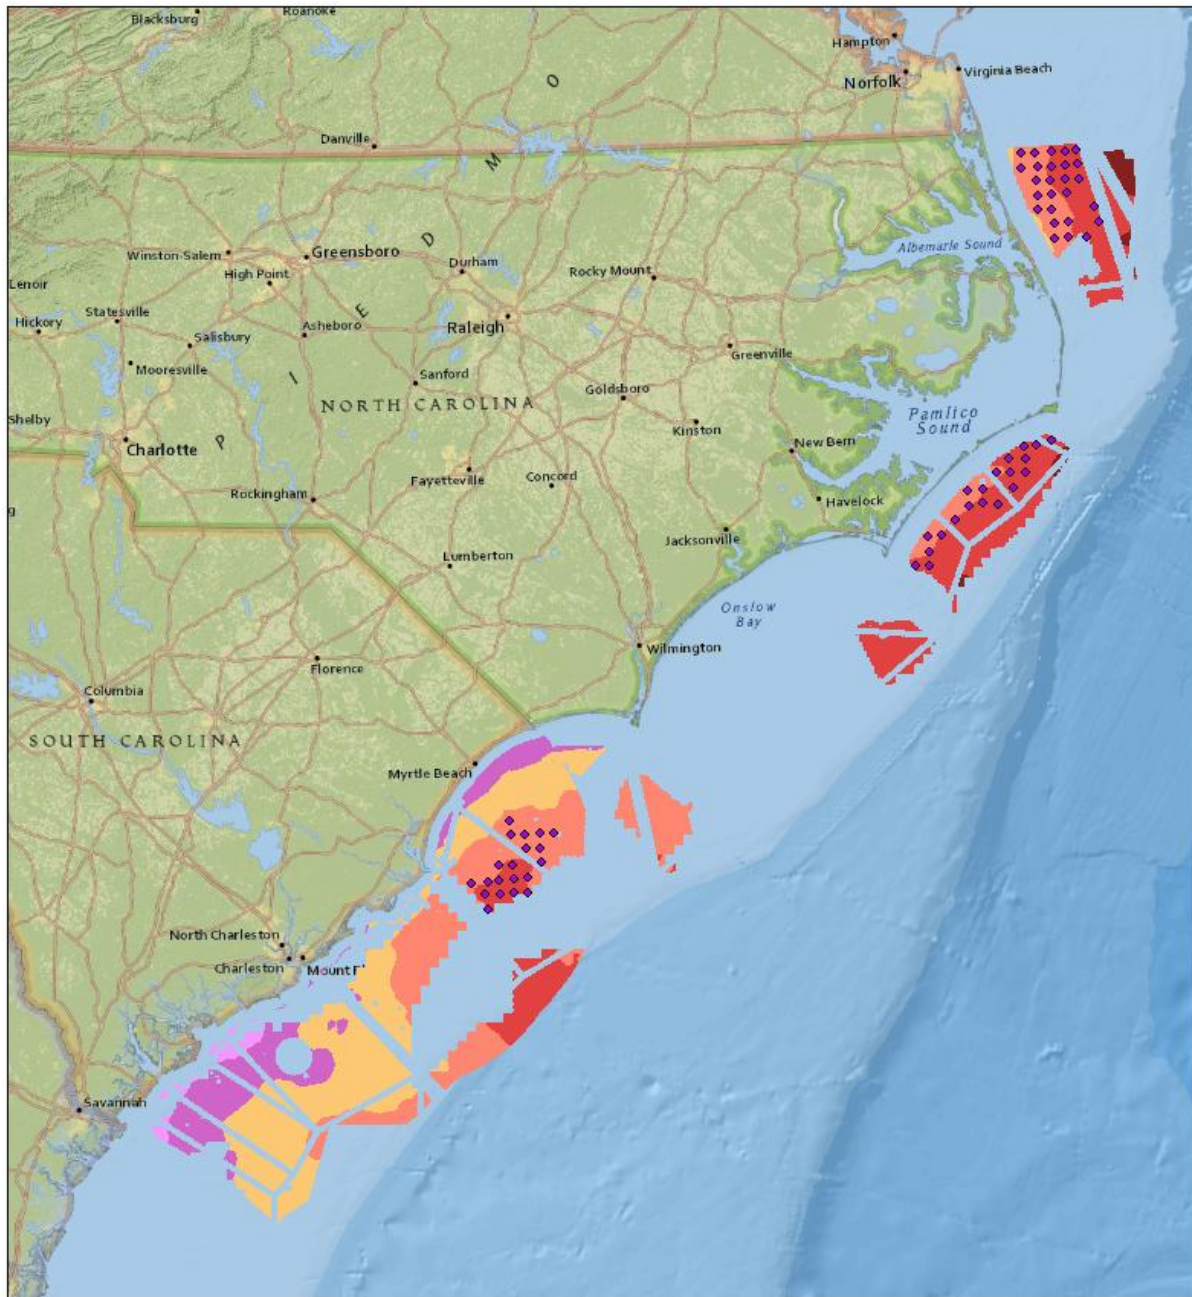 Blacksburg
Roanoke
Hampton
Norfolk
Virginia Beach
Danville
O
M
D
E
I
P
Winston-Salem
Greensboro
High Point
Durham
Rocky Mount
Albemarle Sound
Lenoir
Statesville
Hickory
Salisbury
Asheboro
Raleigh
Greenville
Mooresville
Sanford
Goldsboro
NORTH CAROLINA
Shelby
Charlotte
Kinston
Pamlico
Sound
New Bern
Fayetteville
Concord
Rockingham
Havelock
g
Jacksonville
Lumberton
Onslow
Bay
Wilmington
Florence
Columbia
SOUTH CAROLINA
Myrtle Beach
North Charleston
Charleston
Mount
Savannah